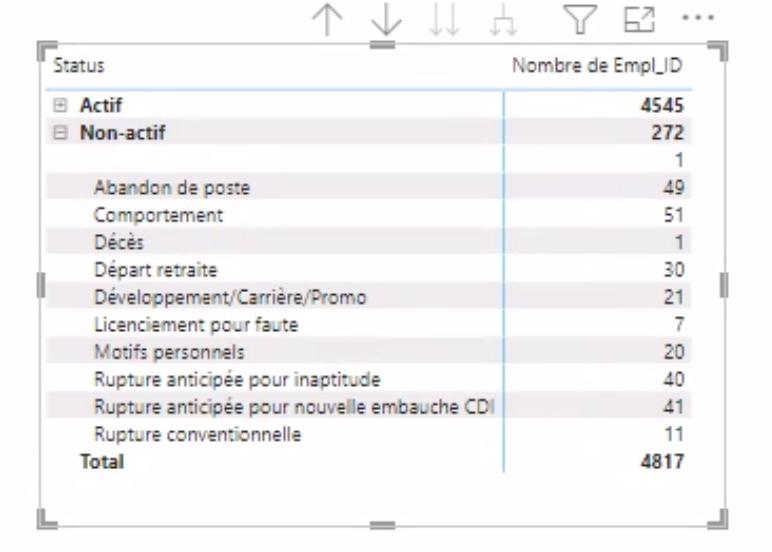 Status Nombre de Empl_ID
Actif 4545
Non-actif 272
1
Abandon de poste 49
Comportement 51
Décès 1
Départ retraite 30
Développement/Carrière/Promo 21
Licenciement pour faute 7
Motifs personnels 20
Rupture anticipée pour inaptitude 40
Rupture anticipée pour nouvelle embauche CDI 41
Rupture conventionnelle 11
Total 4817